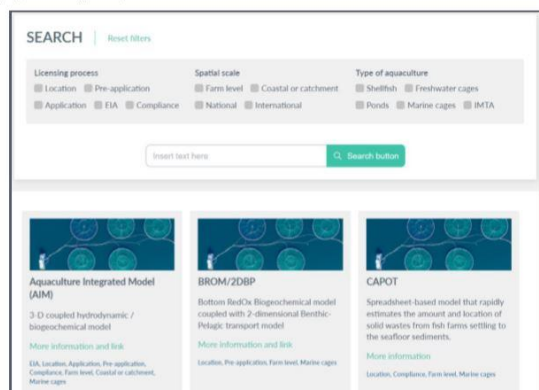 SEARCH Reset filters
Licensing process Spatial scale Type of aquaculture
Location Pre-application Farm level Coastal or catchment Shellfish Freshwater cages
Application EIA Compliance National International Ponds Marine cages IMTA
Insert text here Search button
Aquaculture Integrated Model
(AIM)
3-D coupled hydrodynamic /
biogeochemical model
More information and link
EIA, Location, Application, Pre application,
Compliance, Farm level, Coastal or catchment,
Marine cages
BROM/2DBP
Bottom RedOx Biogeochemical model
coupled with 2-dimensional Benthic-
Pelagic transport model
More information and link
Location, Pre-application, Farm level, Marine cages
CAPOT
Spreadsheet-based model that rapidly
estimates the amount and location of
solid wastes from fish farms settling to
the seafloor sediments.
More information
Location, Compliance, Farm level, Marine cages